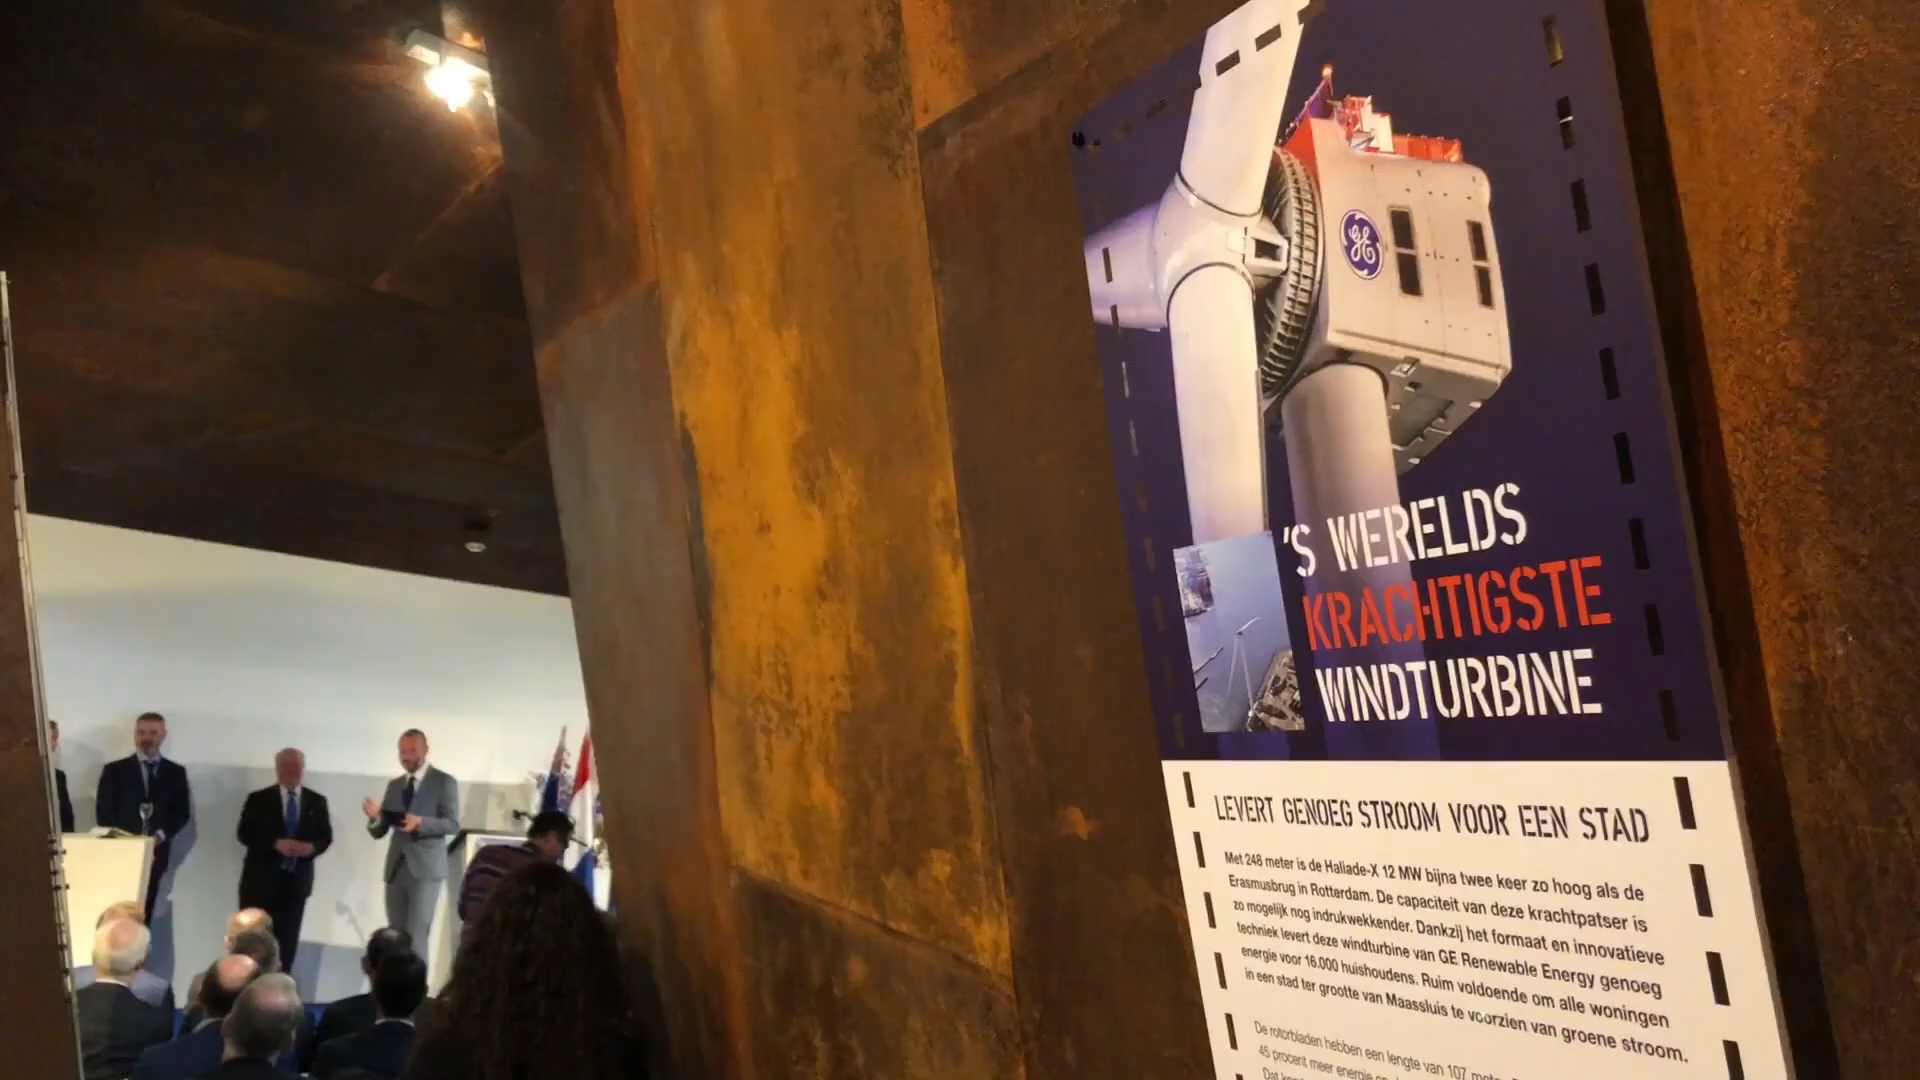 GE
'S WERELDS
KRACHTIGSTE
WINDTURBINE
LEVERT GENOEG STROOM VOOR EEN STAD
Met 248 meter is de Haliade-X 12 MW bijna twee keer zo hoog als de
Erasmusbrug in Rotterdam. De capaciteit van deze krachtpatser is
zo mogelijk nog indrukwekkender. Dankzij het formaat en innovatieve
techniek levert deze windturbine van GE Renewable Energy genoeg
energie voor 16.000 huishoudens. Ruim voldoende om alle woningen
in een stad ter grootte van Maassluis te voorzien van groene stroom.
De rotorbladen hebben een lengte van 107
45 procent meer energie
Dat